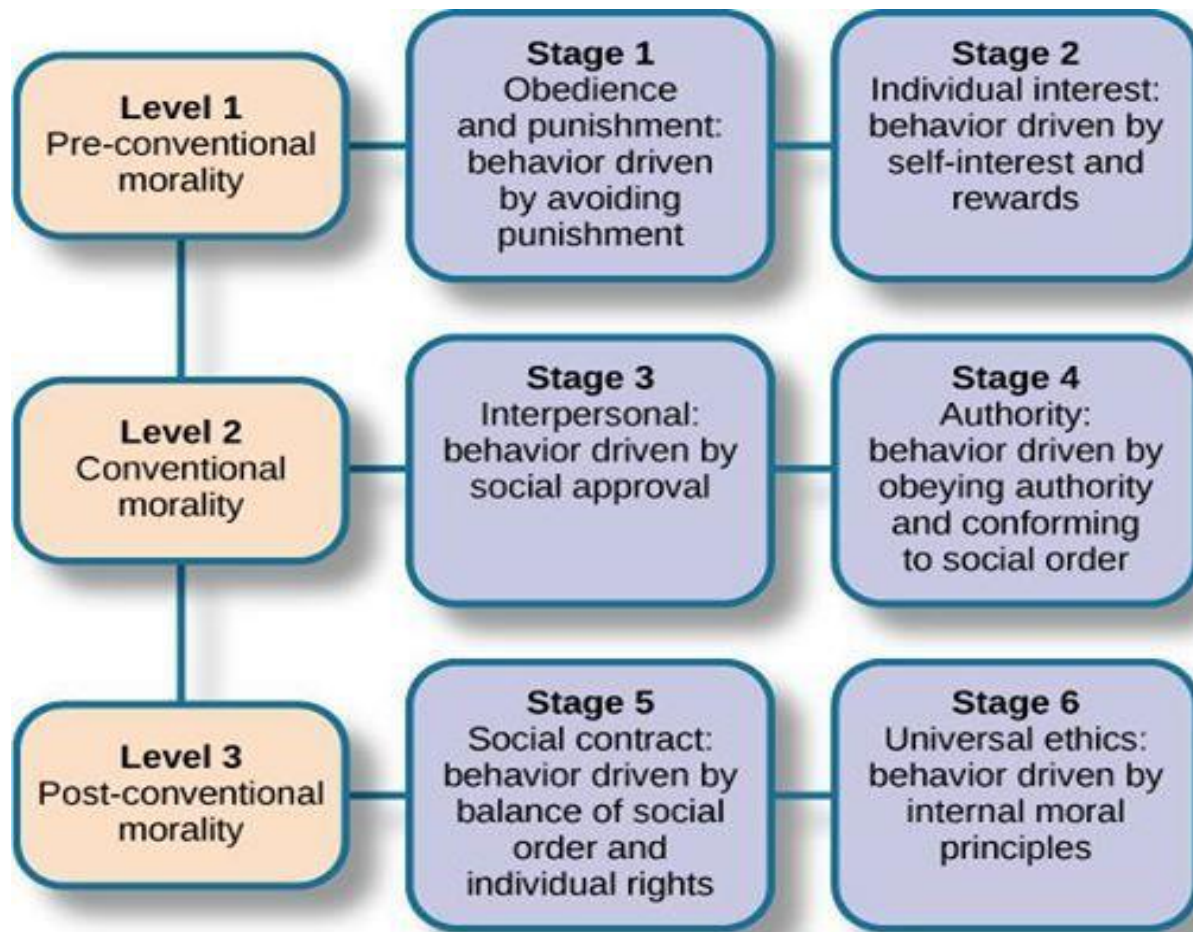 Level 1
Pre-conventional
morality
Stage 1
Obedience
and punishment:
behavior driven
by avoiding
punishment
Stage 2
Individual interest:
behavior driven by
self-interest and
rewards
Level 2
Conventional
morality
Stage 3
Interpersonal:
behavior driven by
social approval
Stage 4
Authority:
behavior driven by
obeying authority
and conforming
to social order
Level 3
Post-conventional
morality
Stage 5
Social contract:
behavior driven by
balance of social
order and
individual rights
Stage 6
Universal ethics:
behavior driven by
internal moral
principles